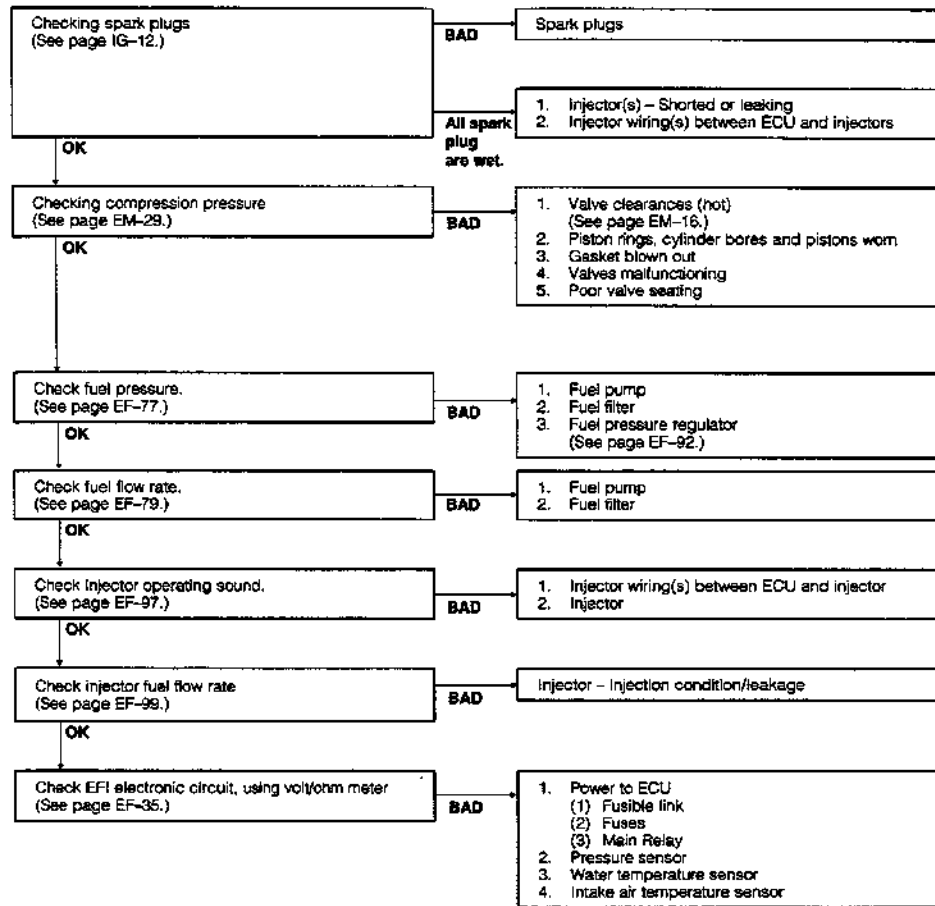 Checking spark plugs
(See page IG–12.)
BAD
Spark plugs
All spark
plug
are wet.
1. Injector(s) – Shorted or leaking
2. Injector wiring(s) between ECU and injectors
OK
Checking compression pressure
(See page EM–29.)
BAD
1. Valve clearances (hot)
(See page EM–16.)
2. Piston rings, cylinder bores and pistons worn
3. Gasket blown out
4. Valves malfunctioning
5. Poor valve seating
OK
Check fuel pressure.
(See page EF–77.)
BAD
1. Fuel pump
2. Fuel filter
3. Fuel pressure regulator
(See page EF–92.)
OK
Check fuel flow rate.
(See page EF–79.)
BAD
1. Fuel pump
2. Fuel filter
OK
Check injector operating sound.
(See page EF–97.)
BAD
1. Injector wiring(s) between ECU and injector
2. Injector
OK
Check injector fuel flow rate
(See page EF–99.)
BAD
Injector – Injection condition/leakage
OK
Check EFI electronic circuit, using volt/ohm meter
(See page EF–35.)
BAD
1. Power to ECU
(1) Fusible link
(2) Fuses
(3) Main Relay
2. Pressure sensor
3. Water temperature sensor
4. Intake air temperature sensor